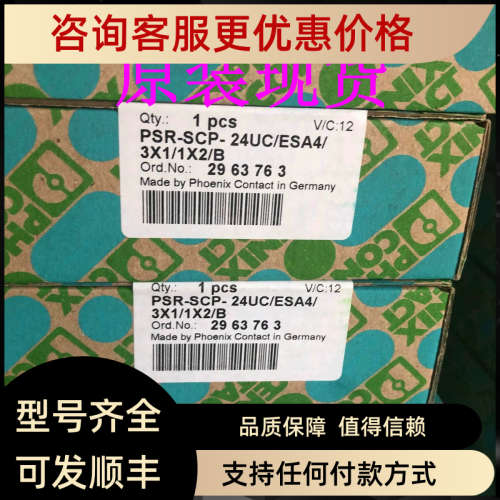 咨询客服更优惠价格
原装现货
Qty.: 1 pcs V/C:12
PSR-SCP- 24UC/ESA4/
3X1/1X2/B
Ord.No.: 29 63 76 3
Made by Phoenix Contact in Germany
Qty.: 1 pcs V/C:12
PSR-SCP- 24UC/ESA4/
3X1/1X2/B
Ord.No.: 29 63 76 3
Made by Phoenix Contact in Germany
型号齐全
可发顺丰
品质保障 值得信赖
支持任何付款方式